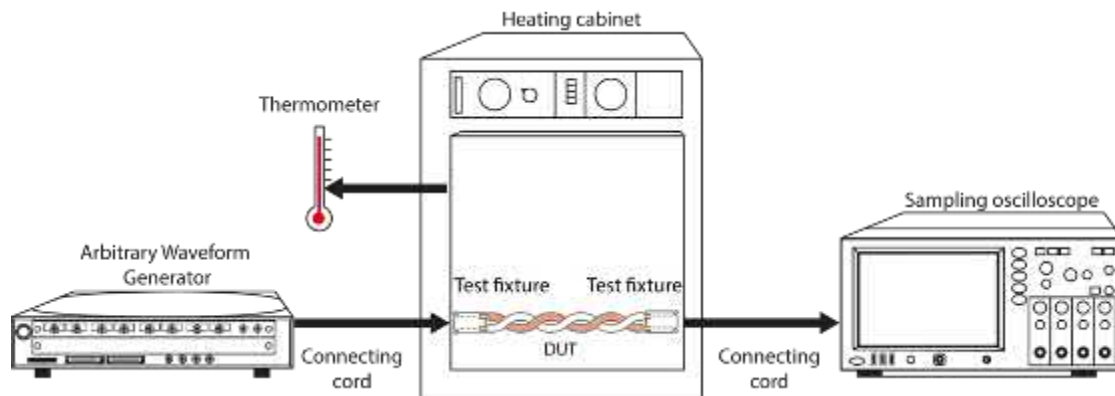 Heating cabinet
Thermometer
Sampling oscilloscope
Arbitrary Waveform
Generator
Test fixture
Test fixture
DUT
Connecting
cord
Connecting
cord